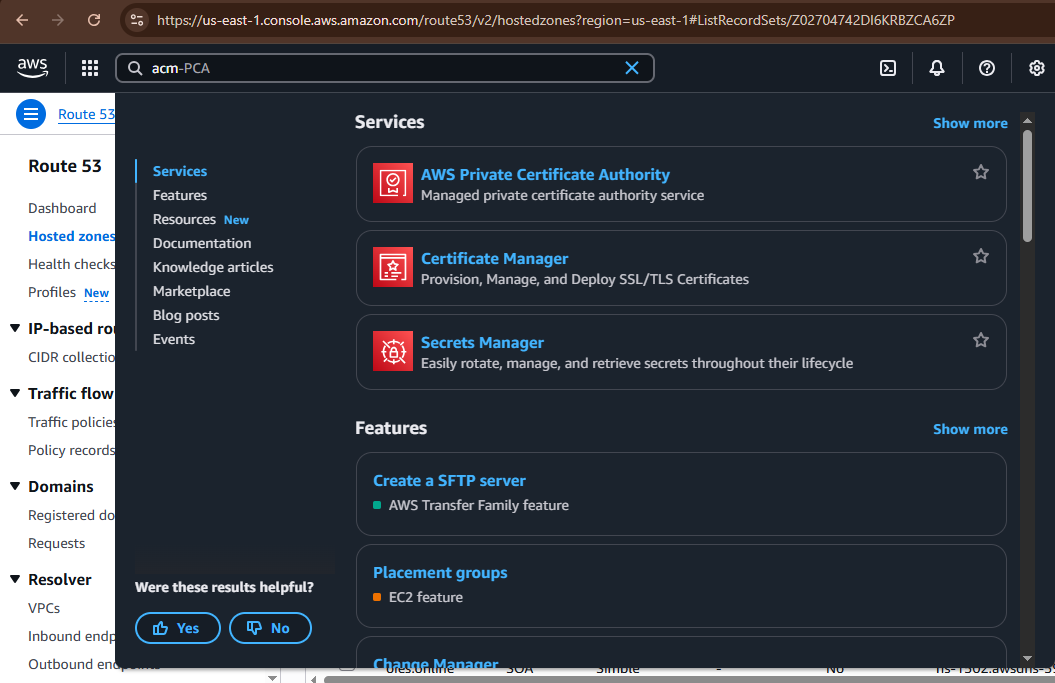 https://us-east-1.console.aws.amazon.com/route53/v2/hostedzones?region=us-east-1#ListRecordSets/Z02704742DI6KRBZCA6ZP
aws
acm-PCA
Route 53
Route 53
Dashboard
Hosted zones
Health checks
Profiles New
IP-based rou
CIDR collectio
Traffic flow
Traffic policies
Policy records
Domains
Registered do
Requests
Resolver
VPCs
Inbound endp
Outbound endpoints
Services
Features
Resources New
Documentation
Knowledge articles
Marketplace
Blog posts
Events
Were these results helpful?
Yes
No
Services
Show more
AWS Private Certificate Authority
Managed private certificate authority service
Certificate Manager
Provision, Manage, and Deploy SSL/TLS Certificates
Secrets Manager
Easily rotate, manage, and retrieve secrets throughout their lifecycle
Features
Show more
Create a SFTP server
AWS Transfer Family feature
Placement groups
EC2 feature
Change Manager
SOA Simple - No